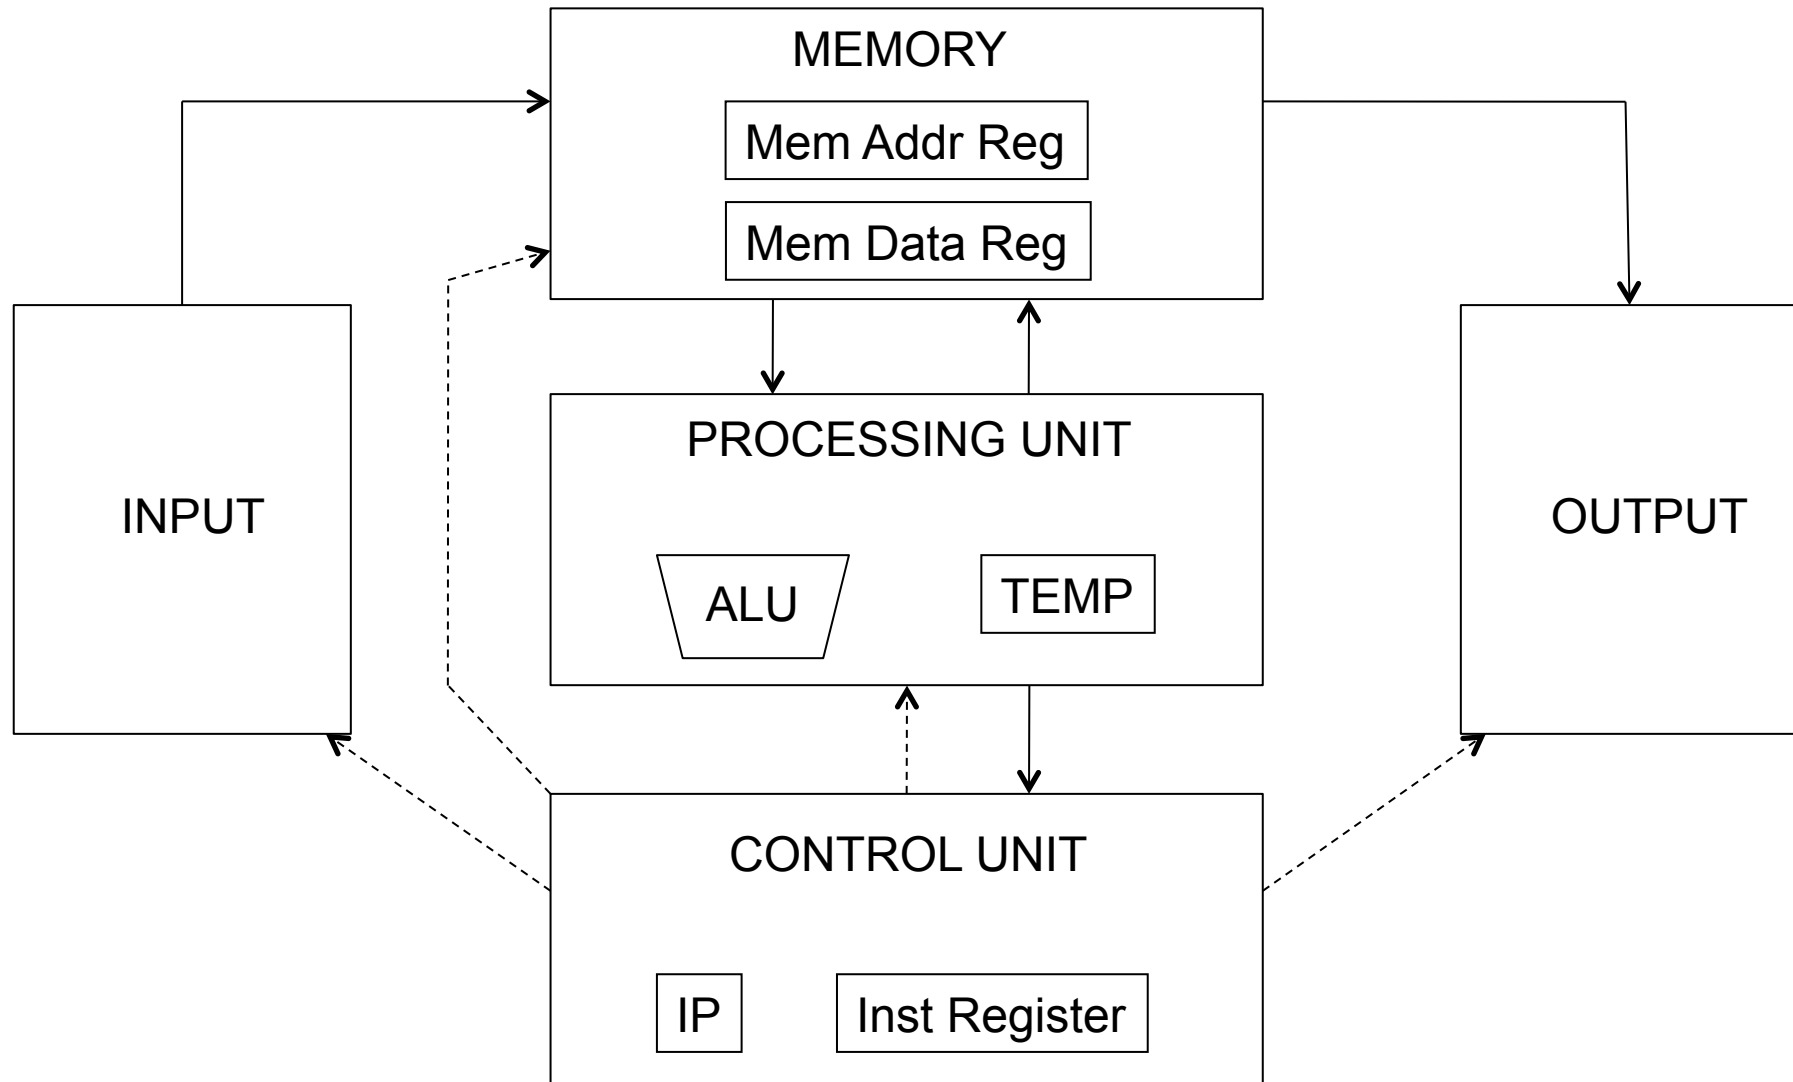 MEMORY
Mem Addr Reg
Mem Data Reg
PROCESSING UNIT
INPUT
OUTPUT
ALU
TEMP
CONTROL UNIT
IP
Inst Register